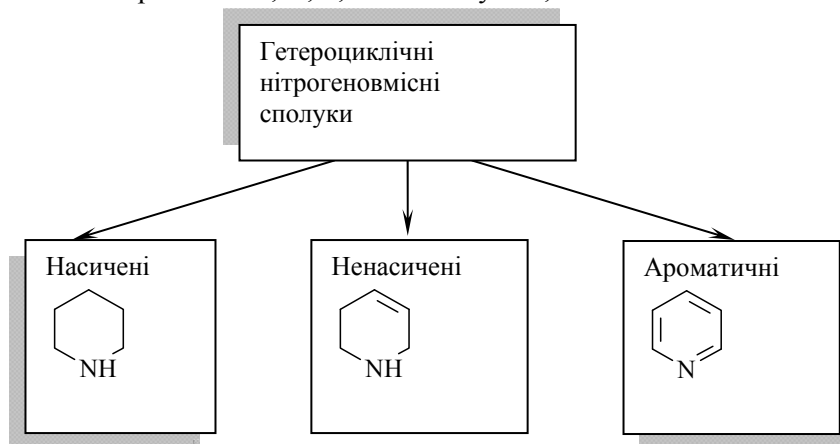 Гетероциклічні
нітрогеновмісні
сполуки
Насичені
Ненасичені
Ароматичні
NH
NH
N